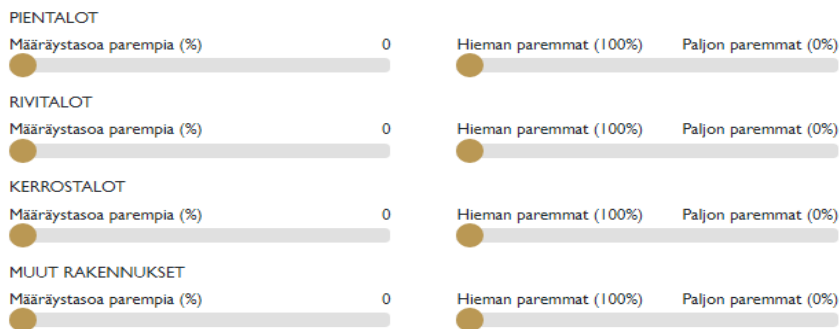 PIENTALOT
Määräystasoa parempia (%) 0 Hieman paremmat (100%) Paljon paremmat (0%)
RIVITALOT
Määräystasoa parempia (%) 0 Hieman paremmat (100%) Paljon paremmat (0%)
KERROSTALOT
Määräystasoa parempia (%) 0 Hieman paremmat (100%) Paljon paremmat (0%)
MUUT RAKENNUKSET
Määräystasoa parempia (%) 0 Hieman paremmat (100%) Paljon paremmat (0%)